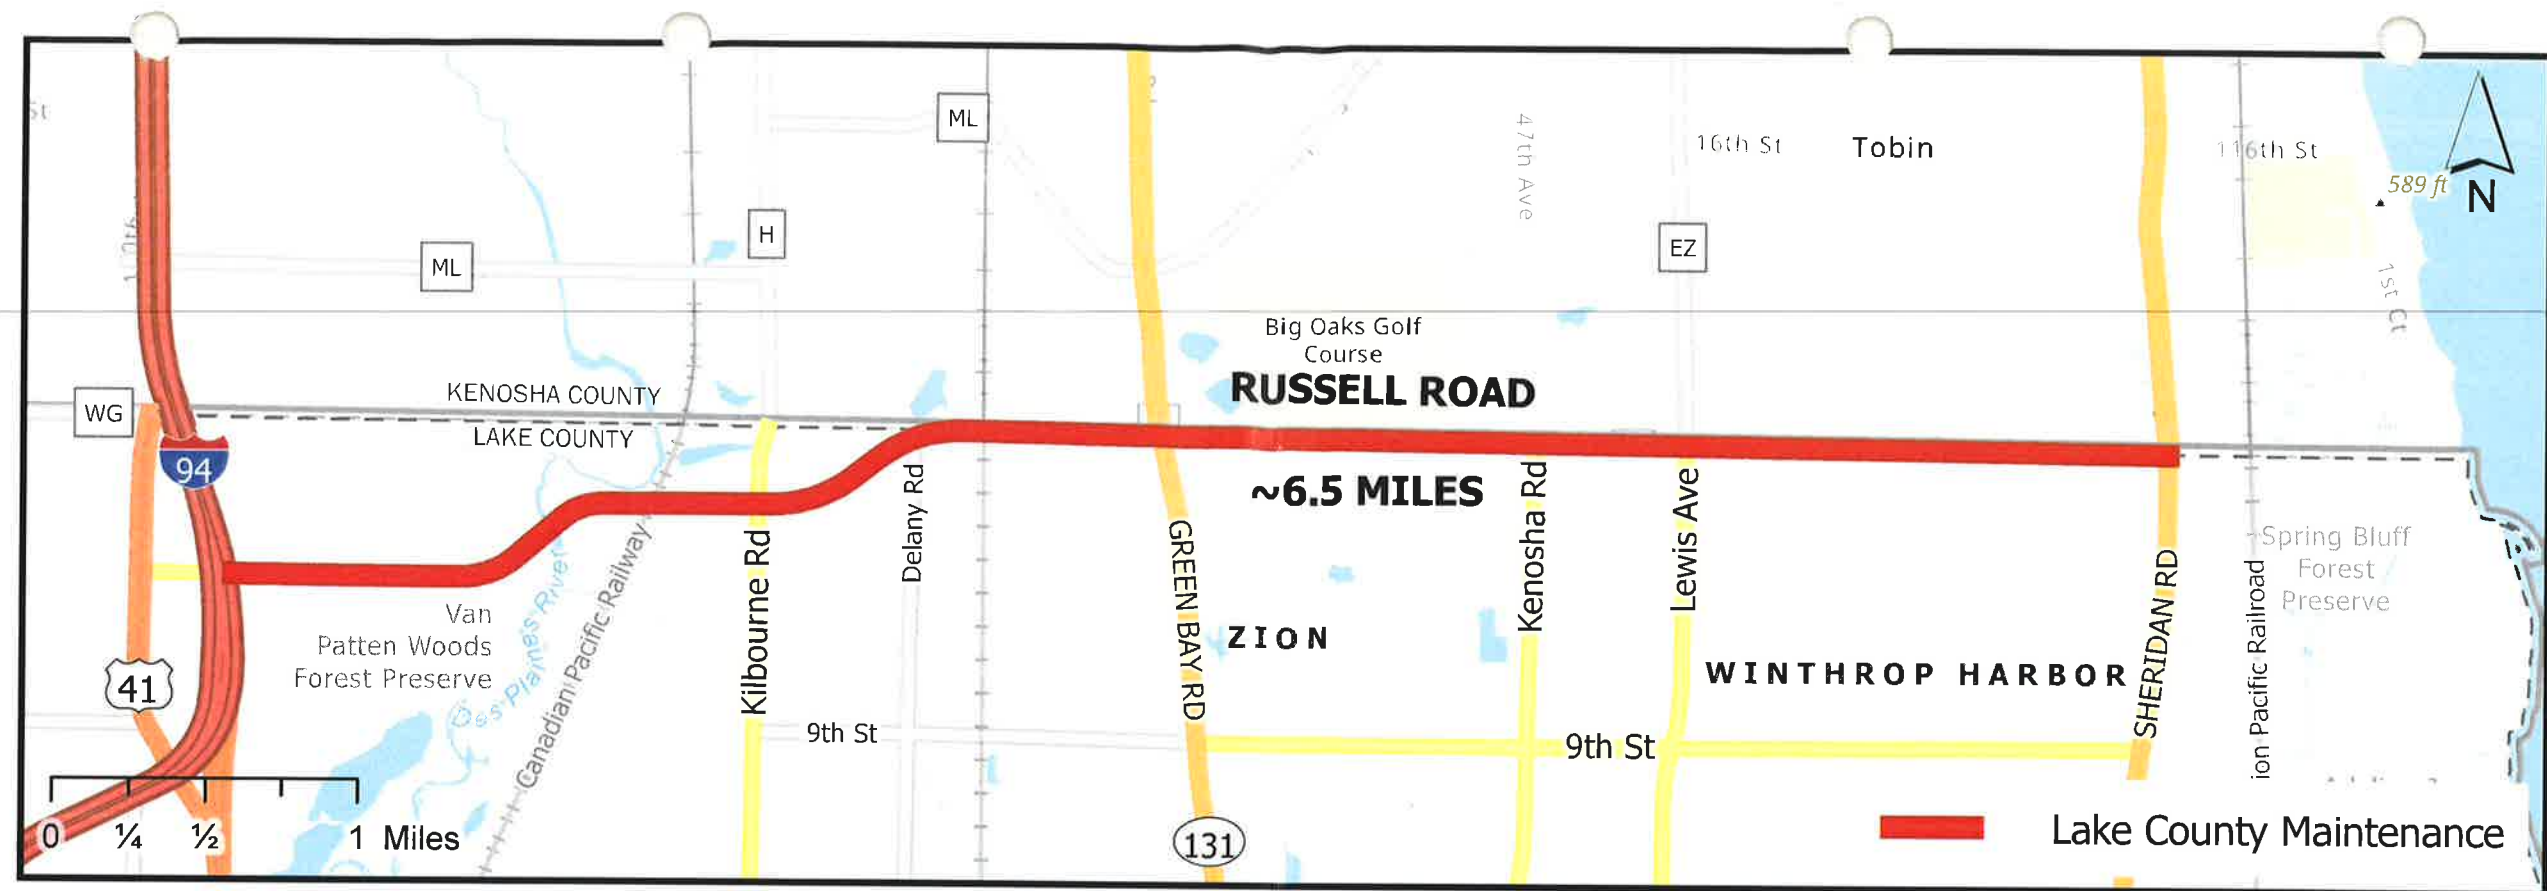 St
ML
47th Ave
16th St
Tobin
116th St
589 ft
N
H
ML
EZ
1st Ct
Big Oaks Golf
Course
RUSSELL ROAD
KENOSHA COUNTY
WG
LAKE COUNTY
94
~6.5 MILES
Kenosha Rd
Lewis Ave
Delany Rd
Kilbourne Rd
GREEN BAY RD
Spring Bluff
Forest
Preserve
SHERIDAN RD
ion Pacific Railroad
Van
Patten Woods
Forest Preserve
Des Plaines River
Canadian Pacific Railway
ZION
WINTHROP HARBOR
41
9th St
9th St
0 ¼ ½ 1 Miles
131
Lake County Maintenance